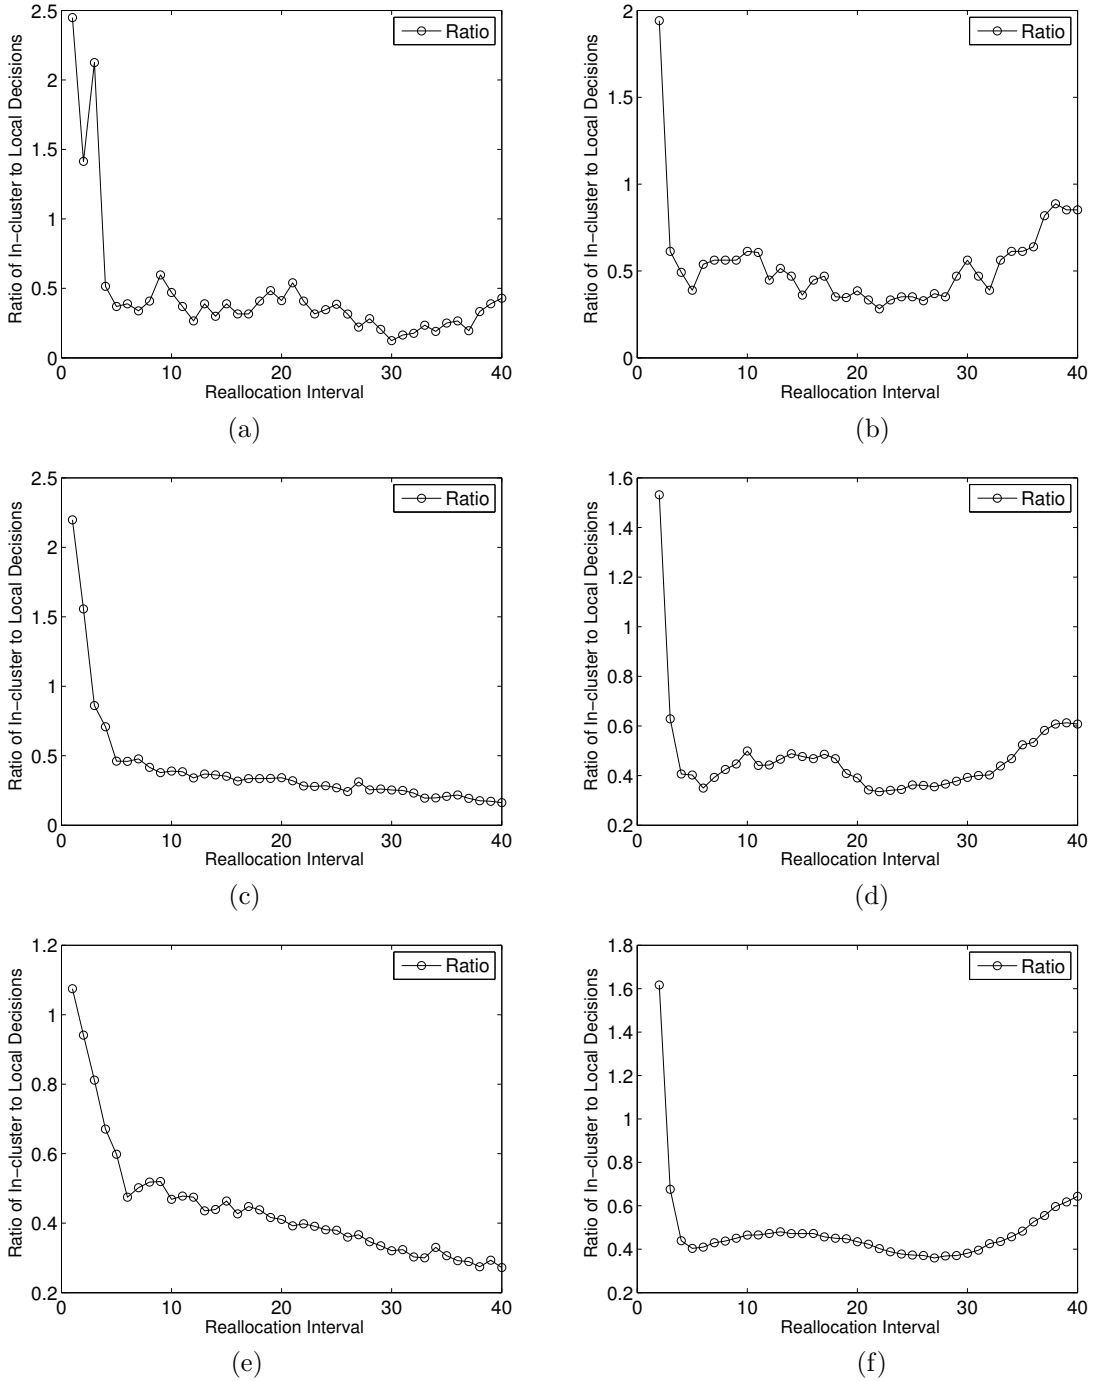 2.5
2
1.5
1
0.5
0
Ratio of In-cluster to Local Decisions
Ratio
0 10 20 30 40
Reallocation Interval
(a)
2
1.5
1
0.5
0
Ratio of In-cluster to Local Decisions
Ratio
0 10 20 30 40
Reallocation Interval
(b)
2.5
2
1.5
1
0.5
0
Ratio of In-cluster to Local Decisions
Ratio
0 10 20 30 40
Reallocation Interval
(c)
1.6
1.4
1.2
1
0.8
0.6
0.4
0.2
Ratio of In-cluster to Local Decisions
Ratio
0 10 20 30 40
Reallocation Interval
(d)
1.2
1
0.8
0.6
0.4
0.2
Ratio of In-cluster to Local Decisions
Ratio
0 10 20 30 40
Reallocation Interval
(e)
1.8
1.6
1.4
1.2
1
0.8
0.6
0.4
0.2
Ratio of In-cluster to Local Decisions
Ratio
0 10 20 30 40
Reallocation Interval
(f)